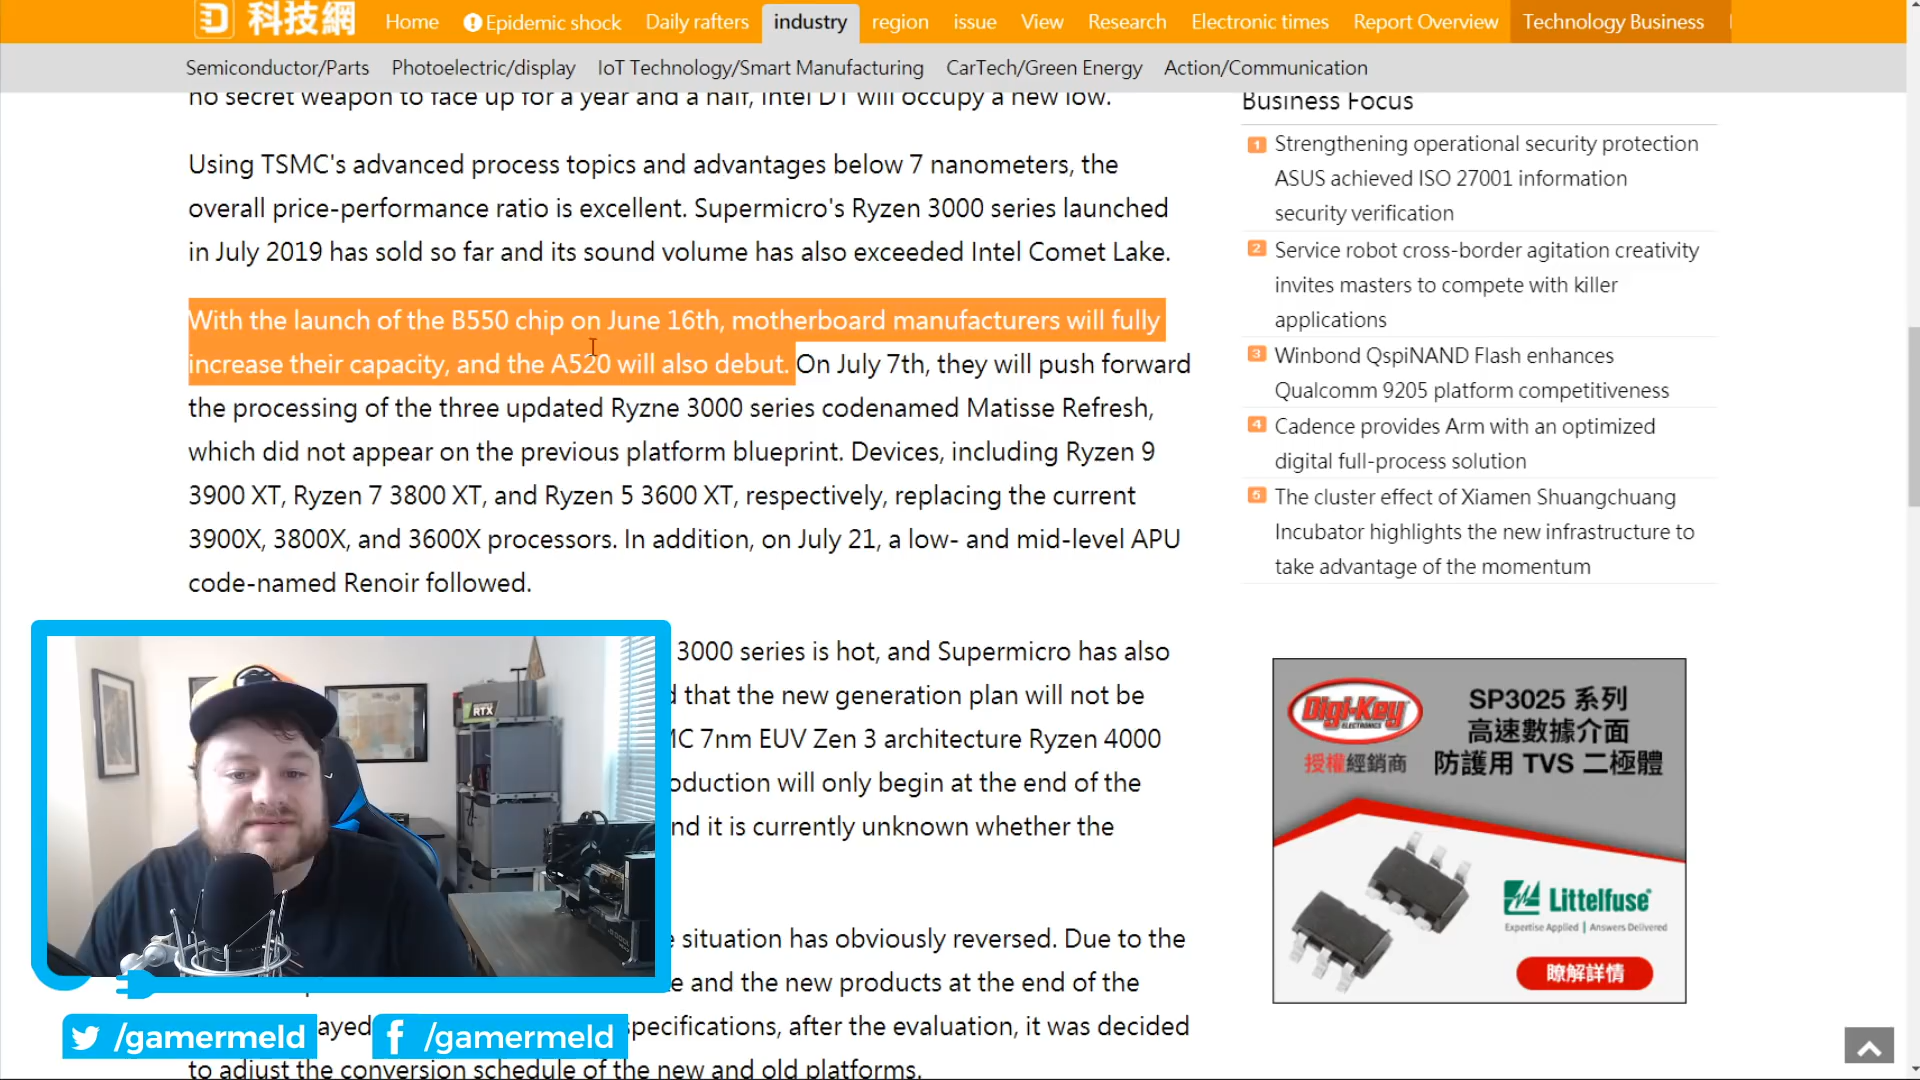 科技網
Home
Epidemic shock
Daily rafters
industry
region
issue
View
Research
Electronic times
Report Overview
Technology Business
Semiconductor/Parts
Photoelectric/display
IoT Technology/Smart Manufacturing
CarTech/Green Energy
Action/Communication
no secret weapon to face up for a year and a half, Intel DT will occupy a new low.
Using TSMC's advanced process topics and advantages below 7 nanometers, the
overall price-performance ratio is excellent. Supermicro's Ryzen 3000 series launched
in July 2019 has sold so far and its sound volume has also exceeded Intel Comet Lake.
With the launch of the B550 chip on June 16th, motherboard manufacturers will fully
increase their capacity, and the A520 will also debut. On July 7th, they will push forward
the processing of the three updated Ryzne 3000 series codenamed Matisse Refresh,
which did not appear on the previous platform blueprint. Devices, including Ryzen 9
3900 XT, Ryzen 7 3800 XT, and Ryzen 5 3600 XT, respectively, replacing the current
3900X, 3800X, and 3600X processors. In addition, on July 21, a low- and mid-level APU
code-named Renoir followed.
3000 series is hot, and Supermicro has also
d that the new generation plan will not be
MC 7nm EUV Zen 3 architecture Ryzen 4000
oduction will only begin at the end of the
nd it is currently unknown whether the
e situation has obviously reversed. Due to the
e and the new products at the end of the
ayed
specifications, after the evaluation, it was decided
to adjust the conversion schedule of the new and old platforms.
Business Focus
1 Strengthening operational security protection
ASUS achieved ISO 27001 information
security verification
2 Service robot cross-border agitation creativity
invites masters to compete with killer
applications
3 Winbond QspiNAND Flash enhances
Qualcomm 9205 platform competitiveness
4 Cadence provides Arm with an optimized
digital full-process solution
5 The cluster effect of Xiamen Shuangchuang
Incubator highlights the new infrastructure to
take advantage of the momentum
Digi-Key
ELECTRONICS
授權經銷商
SP3025 系列
高速數據介面
防護用 TVS 二極體
Littelfuse
Expertise Applied | Answers Delivered
瞭解詳情
RTX
/gamermeld
/gamermeld